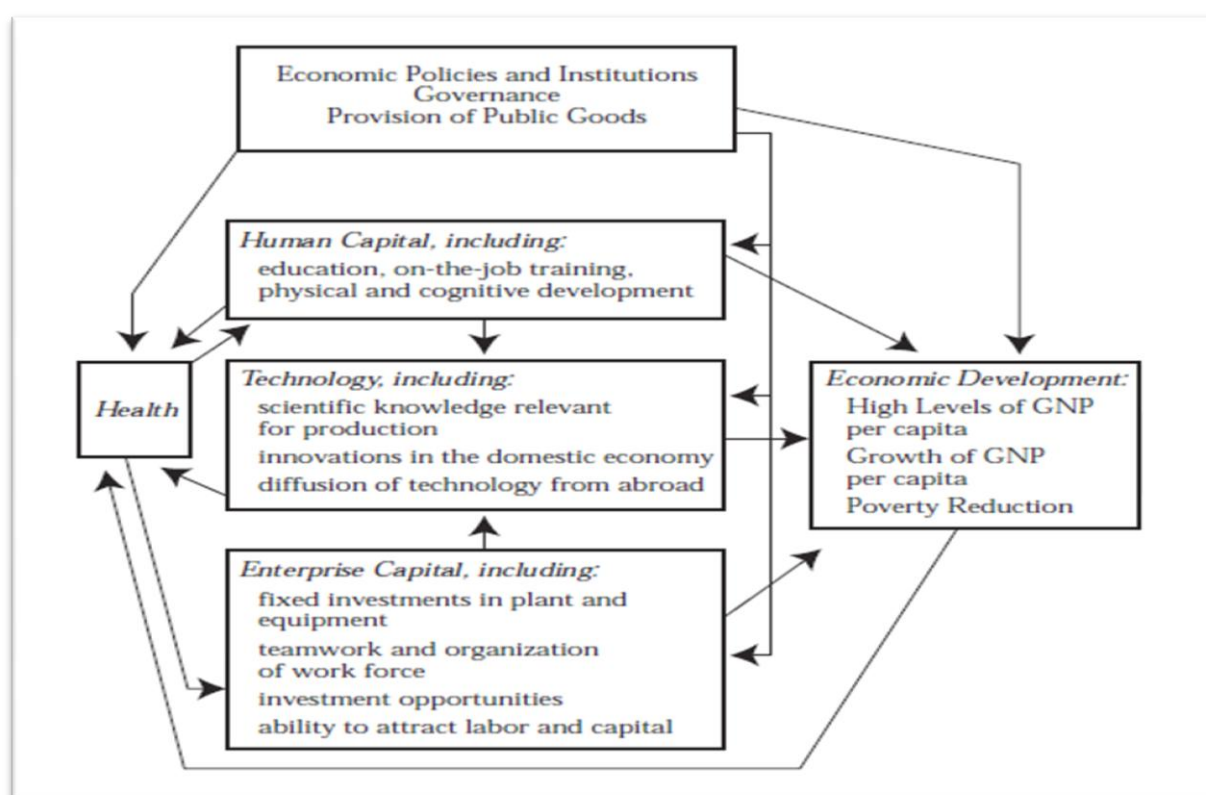 Economic Policies and Institutions
Governance
Provision of Public Goods
Human Capital, including:
education, on-the-job training,
physical and cognitive development
Health
Technology, including:
scientific knowledge relevant
for production
innovations in the domestic economy
diffusion of technology from abroad
Economic Development:
High Levels of GNP
per capita
Growth of GNP
per capita
Poverty Reduction
Enterprise Capital, including:
fixed investments in plant and
equipment
teamwork and organization
of work force
investment opportunities
ability to attract labor and capital